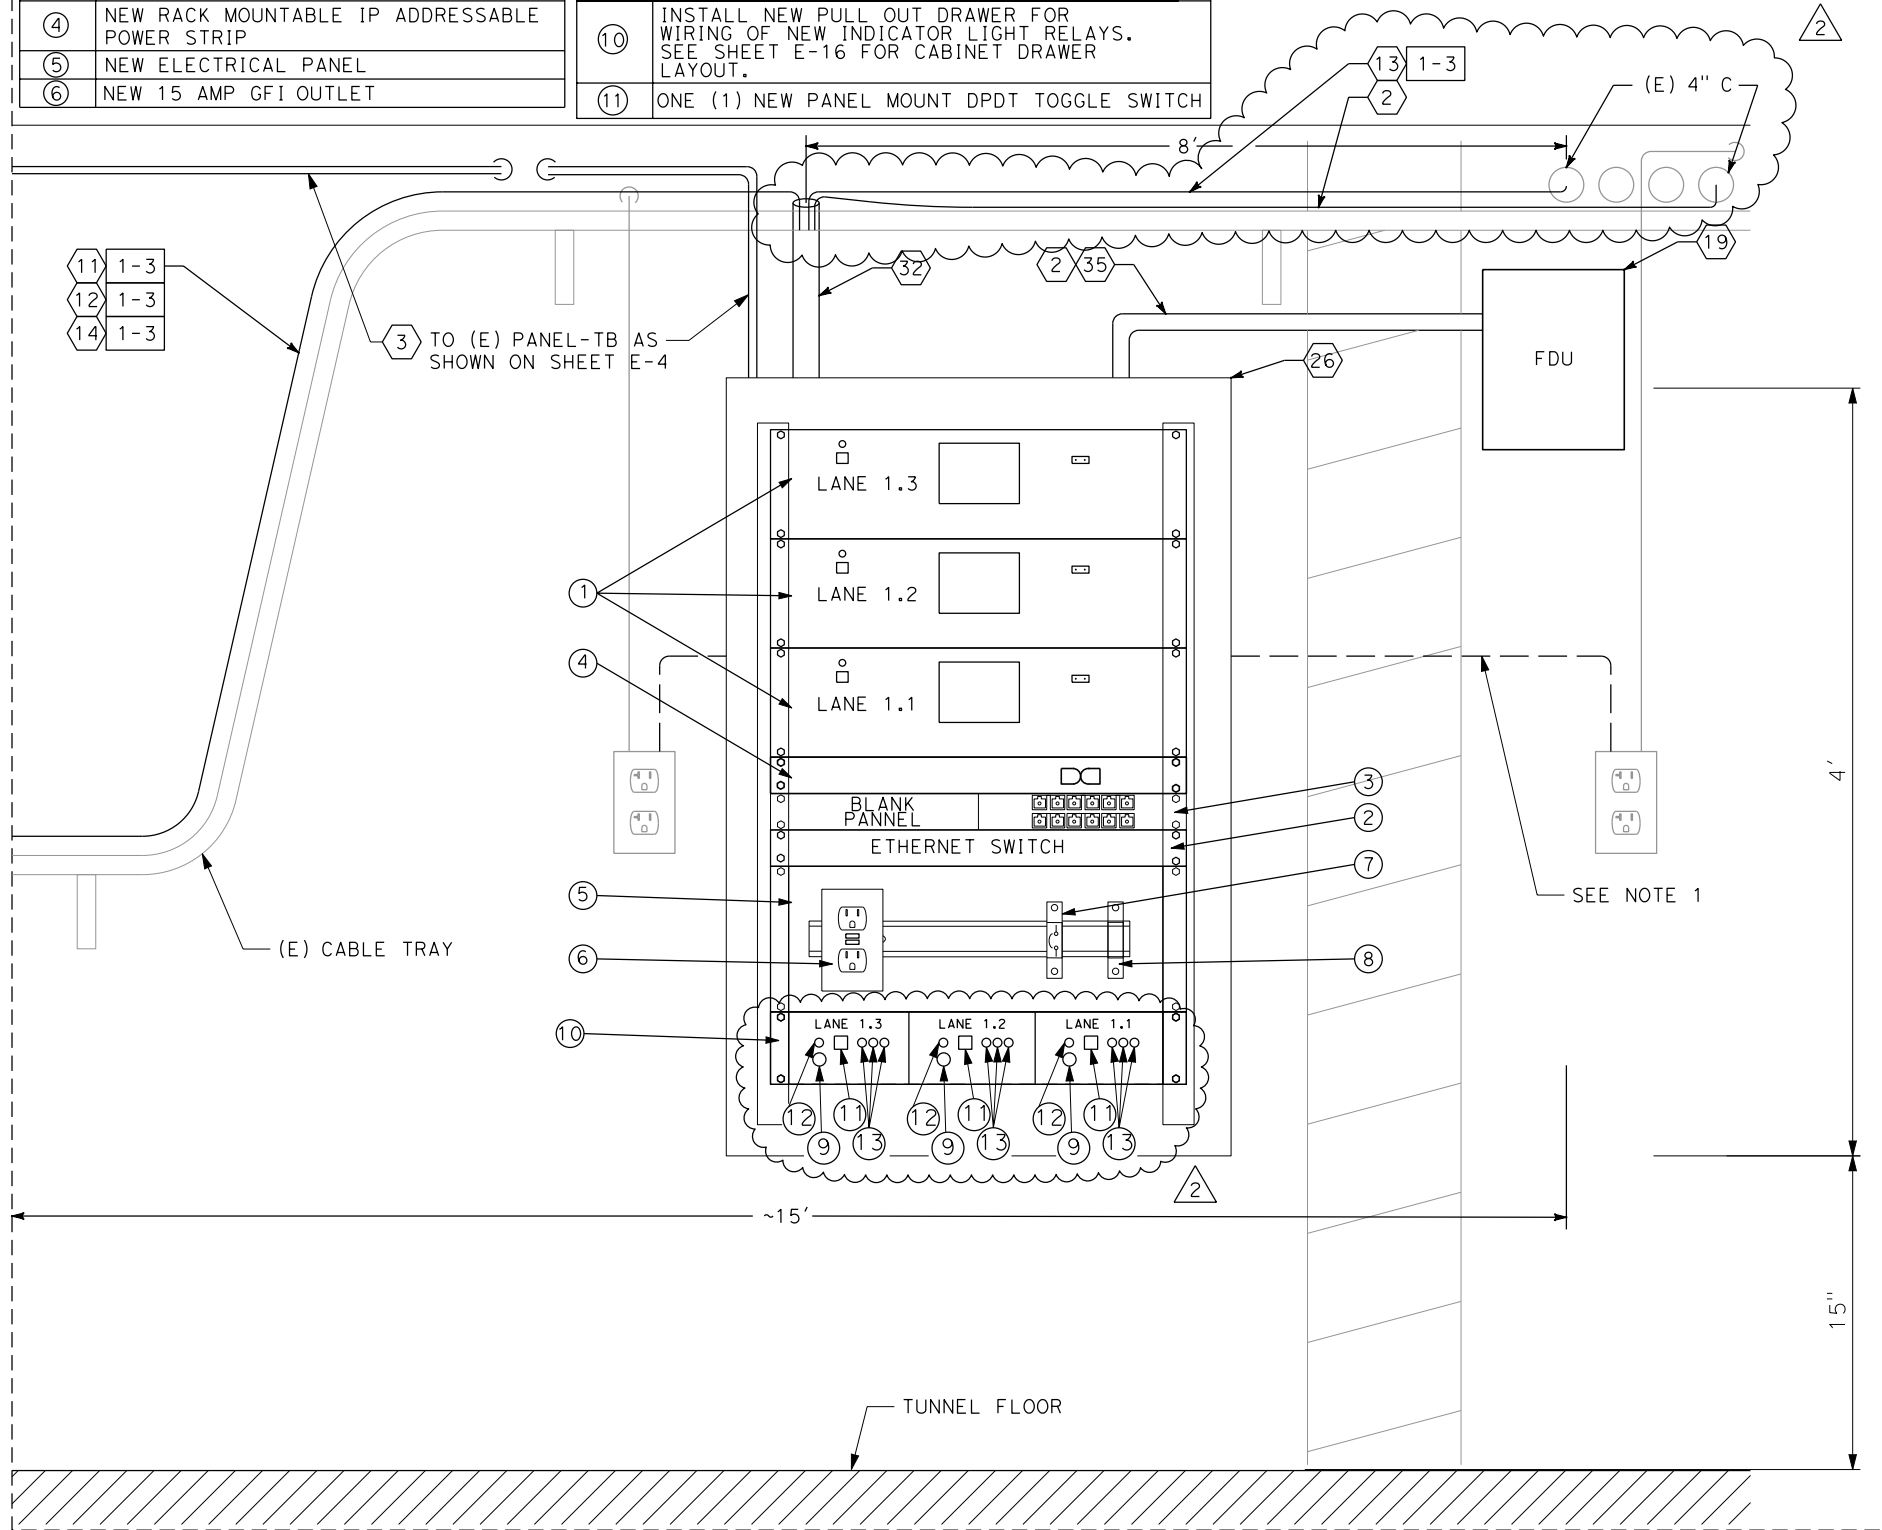 4 NEW RACK MOUNTABLE IP ADDRESSABLE
POWER STRIP
5 NEW ELECTRICAL PANEL
6 NEW 15 AMP GFI OUTLET
10 INSTALL NEW PULL OUT DRAWER FOR
WIRING OF NEW INDICATOR LIGHT RELAYS.
SEE SHEET E-16 FOR CABINET DRAWER
LAYOUT.
11 ONE (1) NEW PANEL MOUNT DPDT TOGGLE SWITCH
2
13 1-3
2
(E) 4" C
8'
19
11 1-3
12 1-3
14 1-3
32
2 35
3 TO (E) PANEL-TB AS
SHOWN ON SHEET E-4
26
FDU
LANE 1.3
1
LANE 1.2
4
LANE 1.1
4'
BLANK
PANNEL
3
2
ETHERNET SWITCH
7
5
SEE NOTE 1
(E) CABLE TRAY
6
8
10
LANE 1.3 LANE 1.2 LANE 1.1
12 11 12 11 12 11
9 13 9 13 9 13
2
~15'
15"
TUNNEL FLOOR